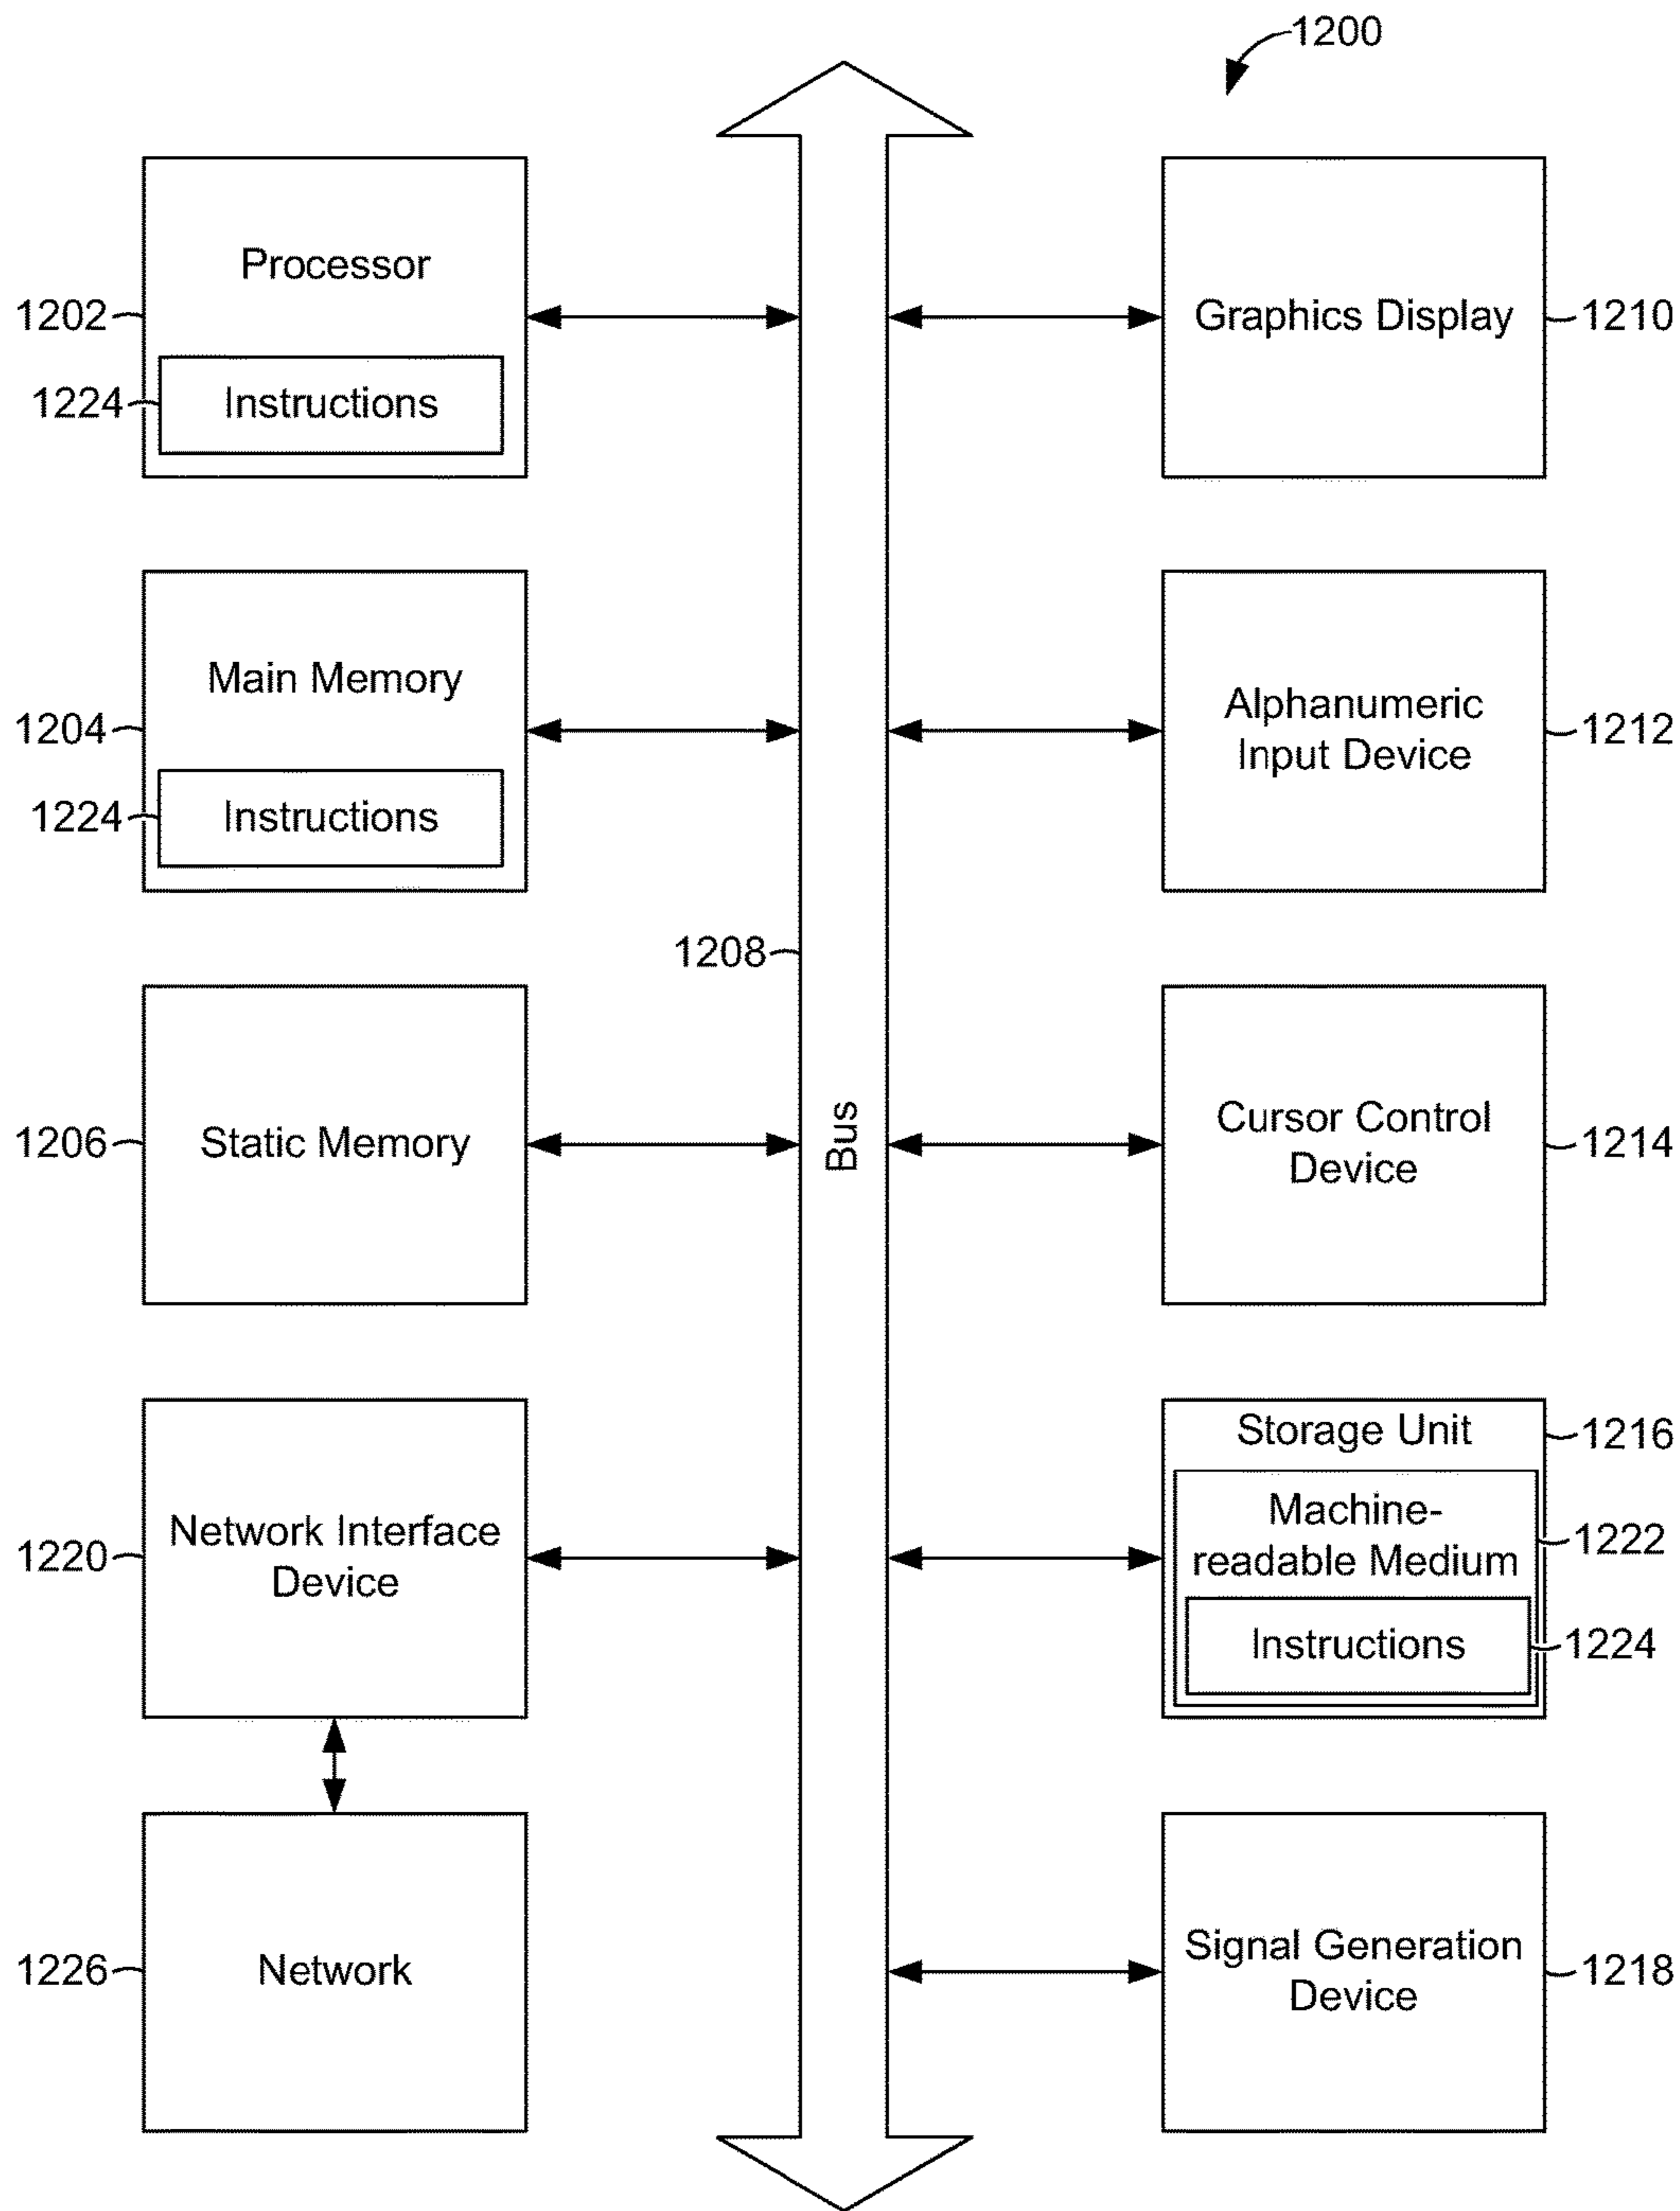 1200
Processor
1202
1224
Instructions
Main Memory
1204
1224
Instructions
1208
Static Memory
1206
Bus
Network Interface
Device
1220
Network
1226
Graphics Display
1210
Alphanumeric
Input Device
1212
Cursor Control
Device
1214
Storage Unit
1216
Machine-
readable Medium
1222
Instructions
1224
Signal Generation
Device
1218